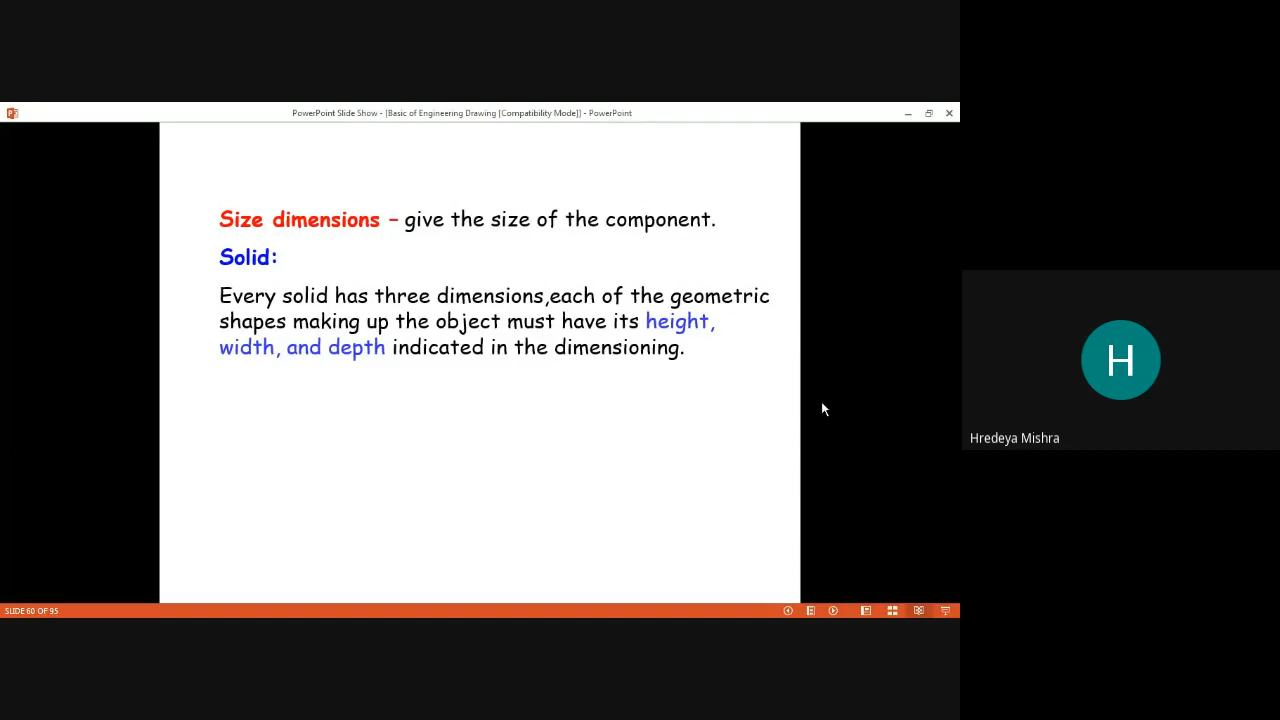 PowerPoint Slide Show - [Basic of Engineering Drawing [Compatibility Mode]] - PowerPoint
Size dimensions – give the size of the component.
Solid:
Every solid has three dimensions,each of the geometric
shapes making up the object must have its height,
width, and depth indicated in the dimensioning.
H
Hredeya Mishra
SLIDE 60 OF 95